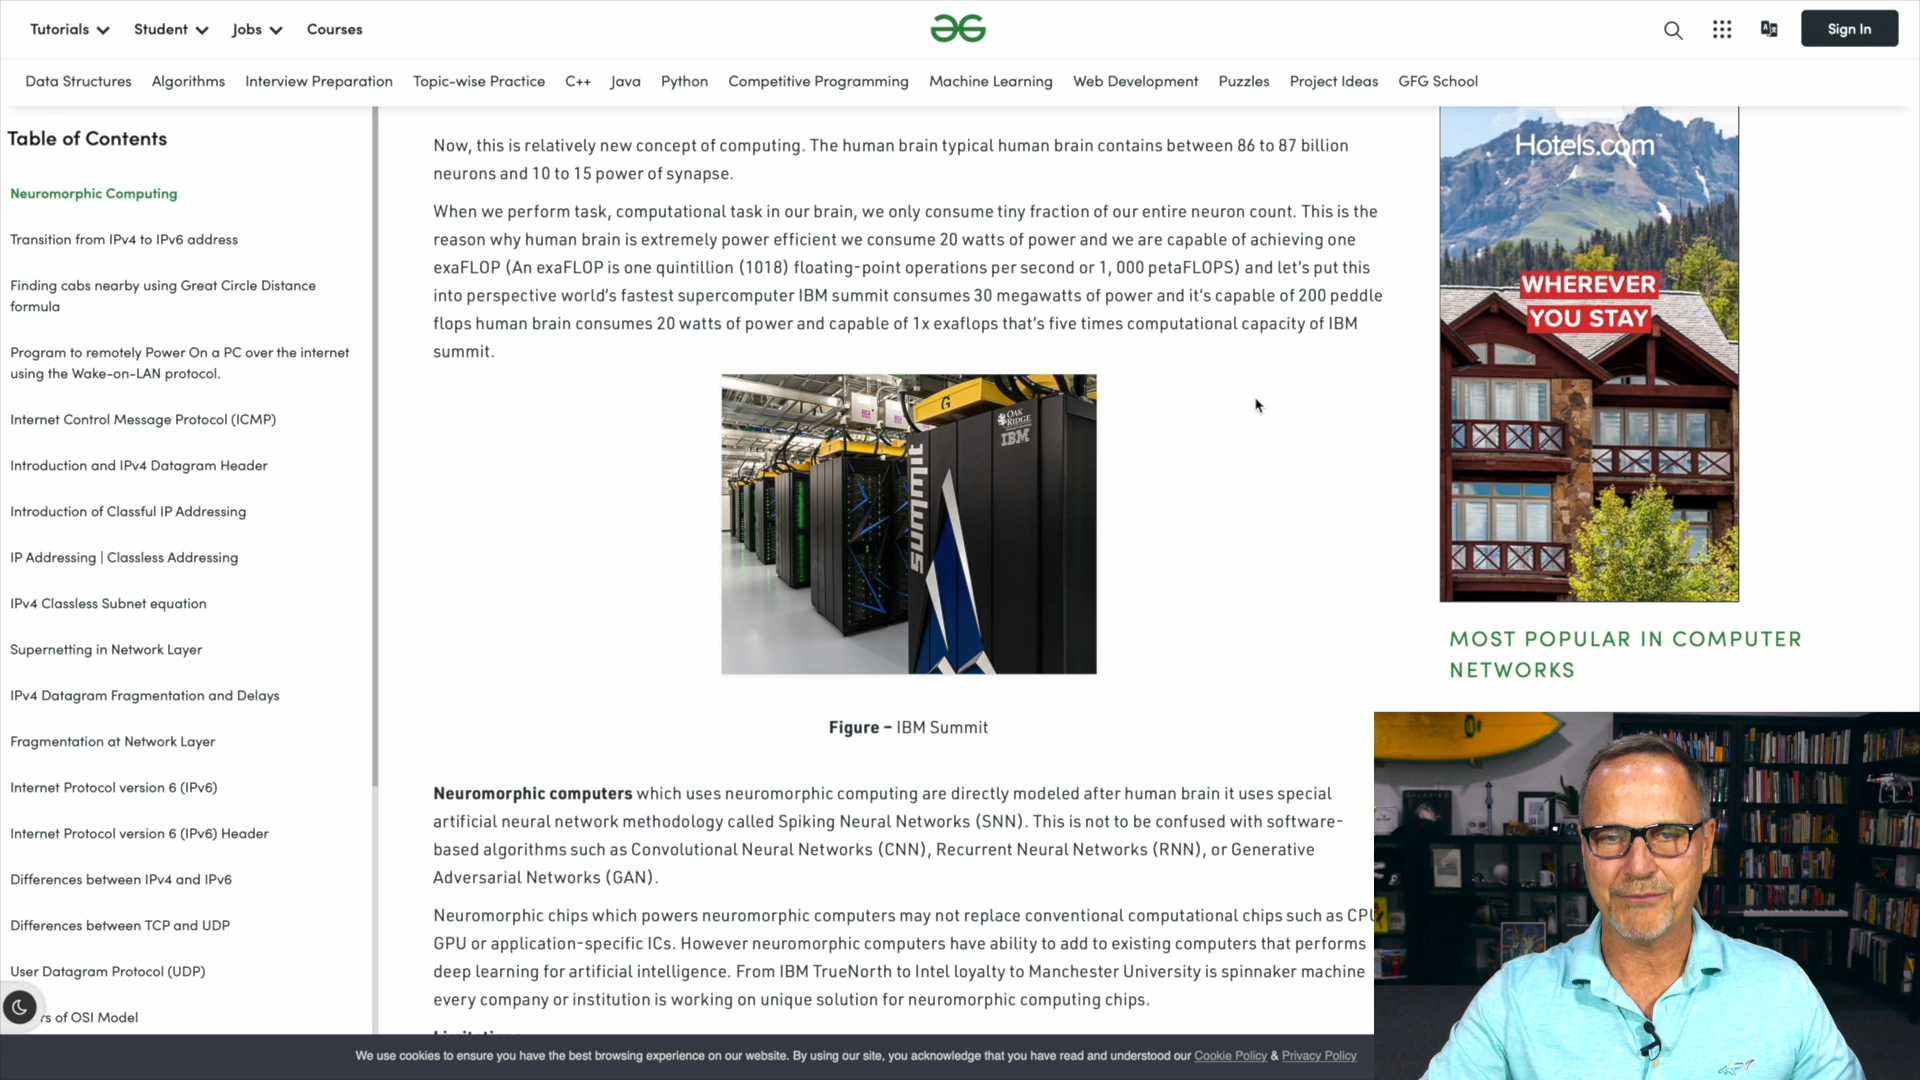 Tutorials
Student
Jobs
Courses
Sign In
Data Structures
Algorithms
Interview Preparation
Topic-wise Practice
C++
Java
Python
Competitive Programming
Machine Learning
Web Development
Puzzles
Project Ideas
GFG School
Table of Contents
Neuromorphic Computing
Transition from IPv4 to IPv6 address
Finding cabs nearby using Great Circle Distance
formula
Program to remotely Power On a PC over the internet
using the Wake-on-LAN protocol.
Internet Control Message Protocol (ICMP)
Introduction and IPv4 Datagram Header
Introduction of Classful IP Addressing
IP Addressing | Classless Addressing
IPv4 Classless Subnet equation
Supernetting in Network Layer
IPv4 Datagram Fragmentation and Delays
Fragmentation at Network Layer
Internet Protocol version 6 (IPv6)
Internet Protocol version 6 (IPv6) Header
Differences between IPv4 and IPv6
Differences between TCP and UDP
User Datagram Protocol (UDP)
rs of OSI Model
Now, this is relatively new concept of computing. The human brain typical human brain contains between 86 to 87 billion
neurons and 10 to 15 power of synapse.
When we perform task, computational task in our brain, we only consume tiny fraction of our entire neuron count. This is the
reason why human brain is extremely power efficient we consume 20 watts of power and we are capable of achieving one
exaFLOP (An exaFLOP is one quintillion (1018) floating-point operations per second or 1, 000 petaFLOPS) and let's put this
into perspective world's fastest supercomputer IBM summit consumes 30 megawatts of power and it's capable of 200 peddle
flops human brain consumes 20 watts of power and capable of 1x exaflops that's five times computational capacity of IBM
summit.
G
OAK
RIDGE
IBM
summit
Figure – IBM Summit
Neuromorphic computers which uses neuromorphic computing are directly modeled after human brain it uses special
artificial neural network methodology called Spiking Neural Networks (SNN). This is not to be confused with software-
based algorithms such as Convolutional Neural Networks (CNN), Recurrent Neural Networks (RNN), or Generative
Adversarial Networks (GAN).
Neuromorphic chips which powers neuromorphic computers may not replace conventional computational chips such as CPU
GPU or application-specific ICs. However neuromorphic computers have ability to add to existing computers that performs
deep learning for artificial intelligence. From IBM TrueNorth to Intel loyalty to Manchester University is spinnaker machine
every company or institution is working on unique solution for neuromorphic computing chips.
Hotels.com™
WHEREVER
YOU STAY
MOST POPULAR IN COMPUTER
NETWORKS
We use cookies to ensure you have the best browsing experience on our website. By using our site, you acknowledge that you have read and understood our Cookie Policy & Privacy Policy